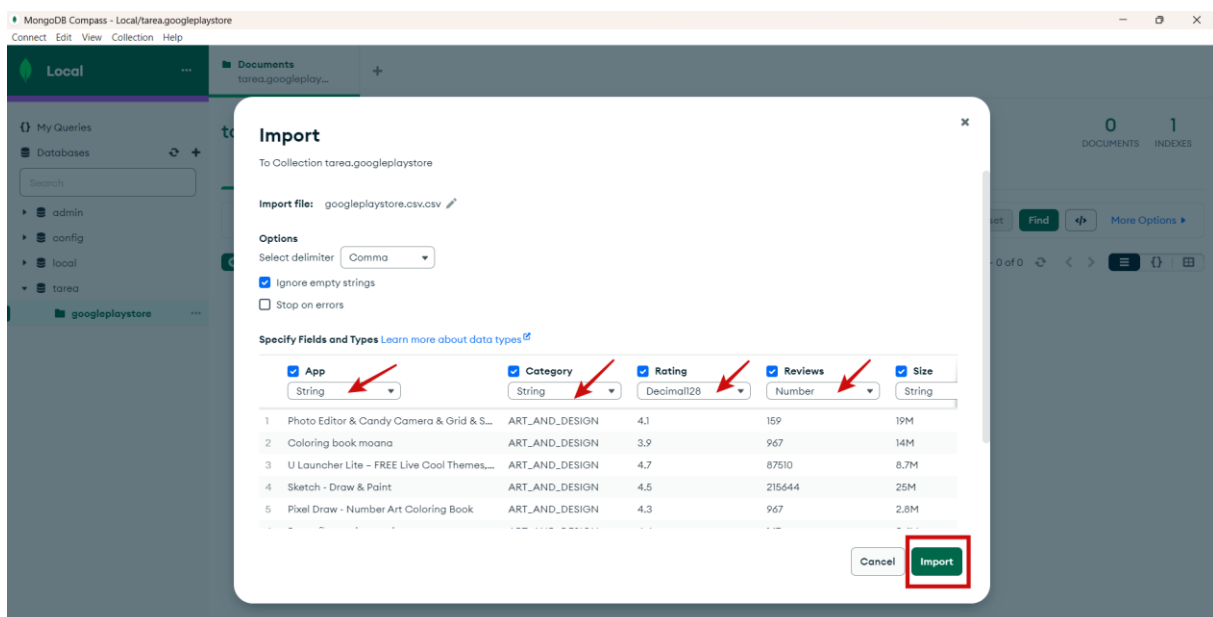 MongoDB Compass - Local/tarea.googleplaystore
Connect Edit View Collection Help
Local
Documents
tarea.googleplay...
My Queries
Databases
Search
admin
config
local
tarea
googleplaystore
Import
To Collection tarea.googleplaystore
Import file: googleplaystore.csv.csv
Options
Select delimiter Comma
Ignore empty strings
Stop on errors
Specify Fields and Types Learn more about data types
App Category Rating Reviews Size
String String Decimal128 Number String
1 Photo Editor & Candy Camera & Grid & S... ART_AND_DESIGN 4.1 159 19M
2 Coloring book moana ART_AND_DESIGN 3.9 967 14M
3 U Launcher Lite – FREE Live Cool Themes,... ART_AND_DESIGN 4.7 87510 8.7M
4 Sketch - Draw & Paint ART_AND_DESIGN 4.5 215644 25M
5 Pixel Draw - Number Art Coloring Book ART_AND_DESIGN 4.3 967 2.8M
Cancel Import
0 1
DOCUMENTS INDEXES
Find More Options
0 of 0